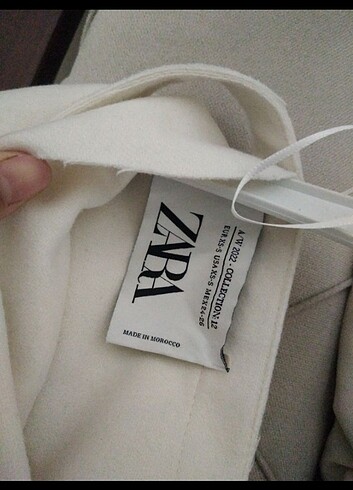 ZARA
A/W 2022 - COLLECTION: 12
EUR XS-S USA XS-S MEX 24-26
MADE IN MOROCCO